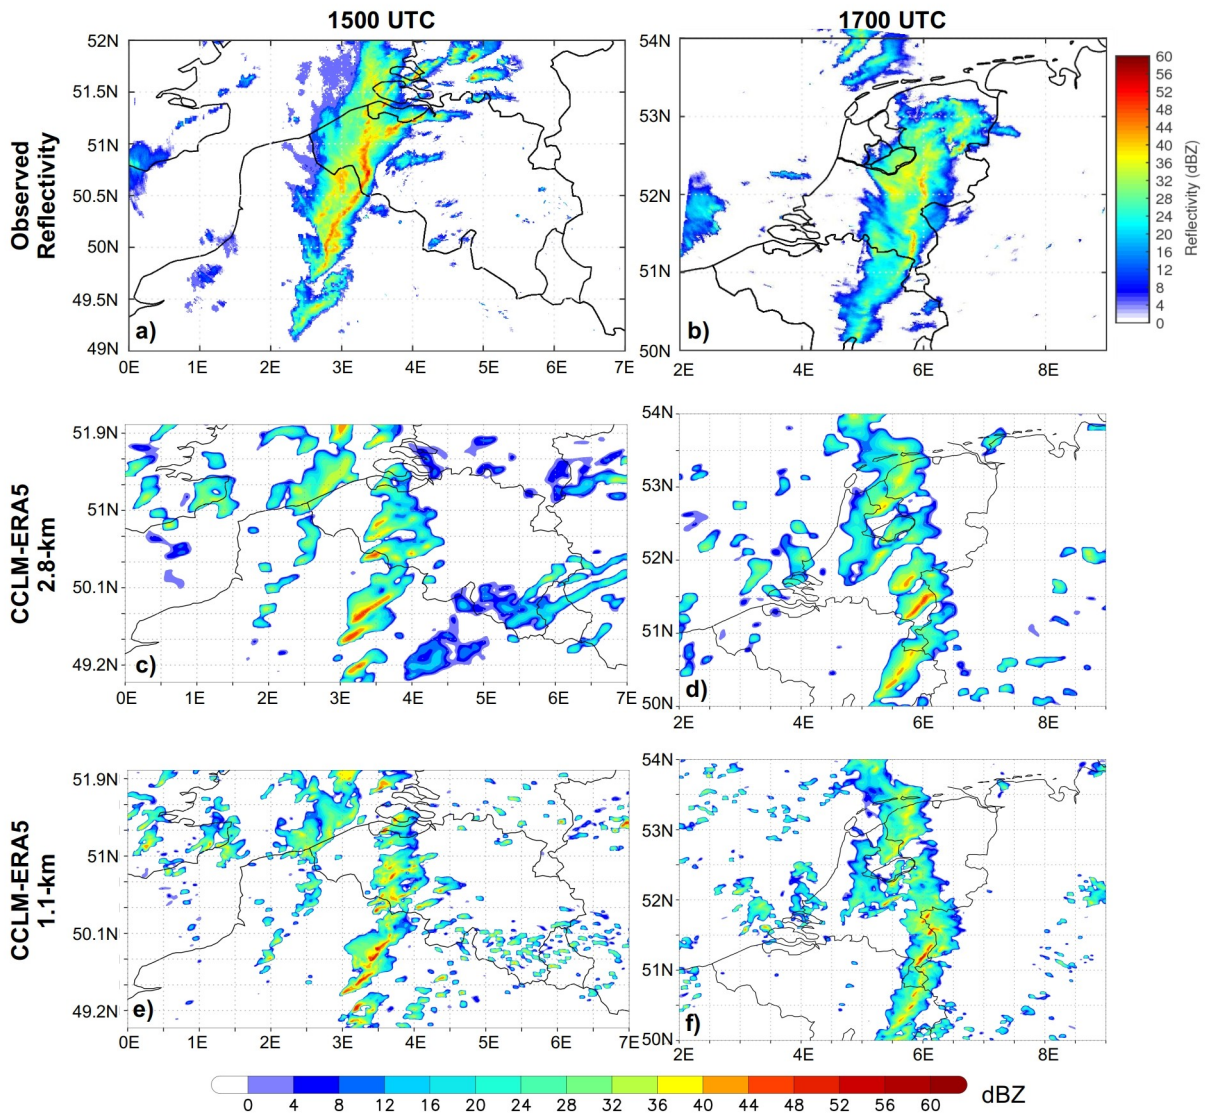 1500 UTC
1700 UTC
Observed
Reflectivity
52N
51.5N
51N
50.5N
50N
49.5N
49N
a)
0E 1E 2E 3E 4E 5E 6E 7E
54N
53N
52N
51N
50N
b)
2E 4E 6E 8E
60
56
52
48
44
40
36
32
28
24
20
16
12
8
4
0
Reflectivity (dBZ)
CCLM-ERA5
2.8-km
51.9N
51N
50.1N
49.2N
c)
0E 1E 2E 3E 4E 5E 6E 7E
54N
53N
52N
51N
50N
d)
2E 4E 6E 8E
CCLM-ERA5
1.1-km
51.9N
51N
50.1N
49.2N
e)
0E 1E 2E 3E 4E 5E 6E 7E
54N
53N
52N
51N
50N
f)
2E 4E 6E 8E
0 4 8 12 16 20 24 28 32 36 40 44 48 52 56 60
dBZ